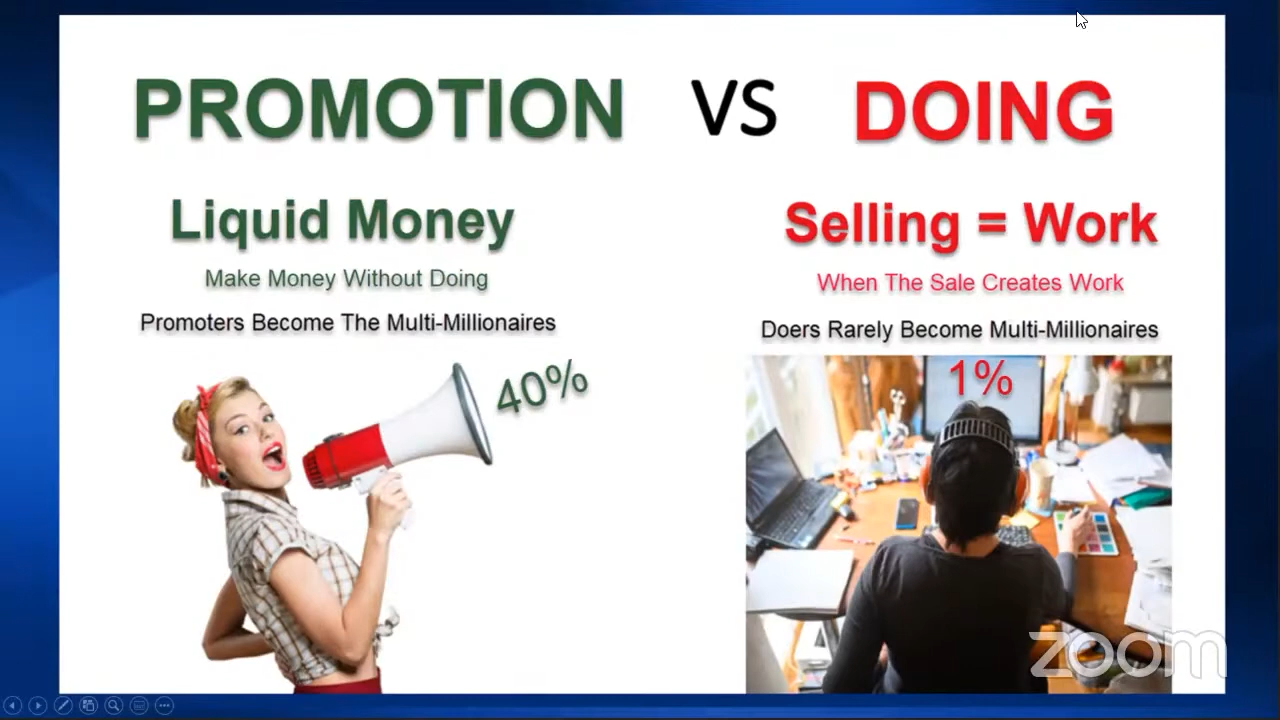 PROMOTION VS DOING
Liquid Money
Make Money Without Doing
Promoters Become The Multi-Millionaires
40%
Selling = Work
When The Sale Creates Work
Doers Rarely Become Multi-Millionaires
1%
zoom